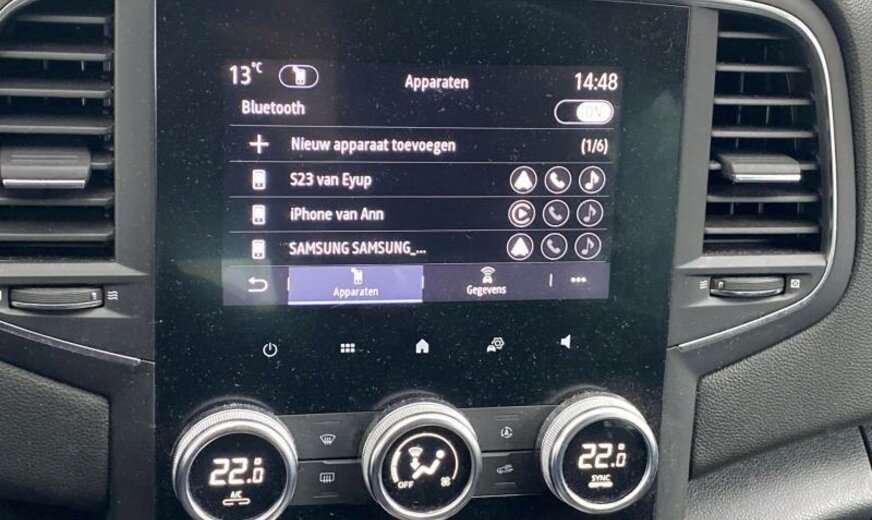 13°C Apparaten 14:48
Bluetooth
Nieuw apparaat toevoegen (1/6)
S23 van Eyup
iPhone van Ann
SAMSUNG SAMSUNG_...
Apparaten Gegevens
22.0 22.0
A/C OFF SYNC